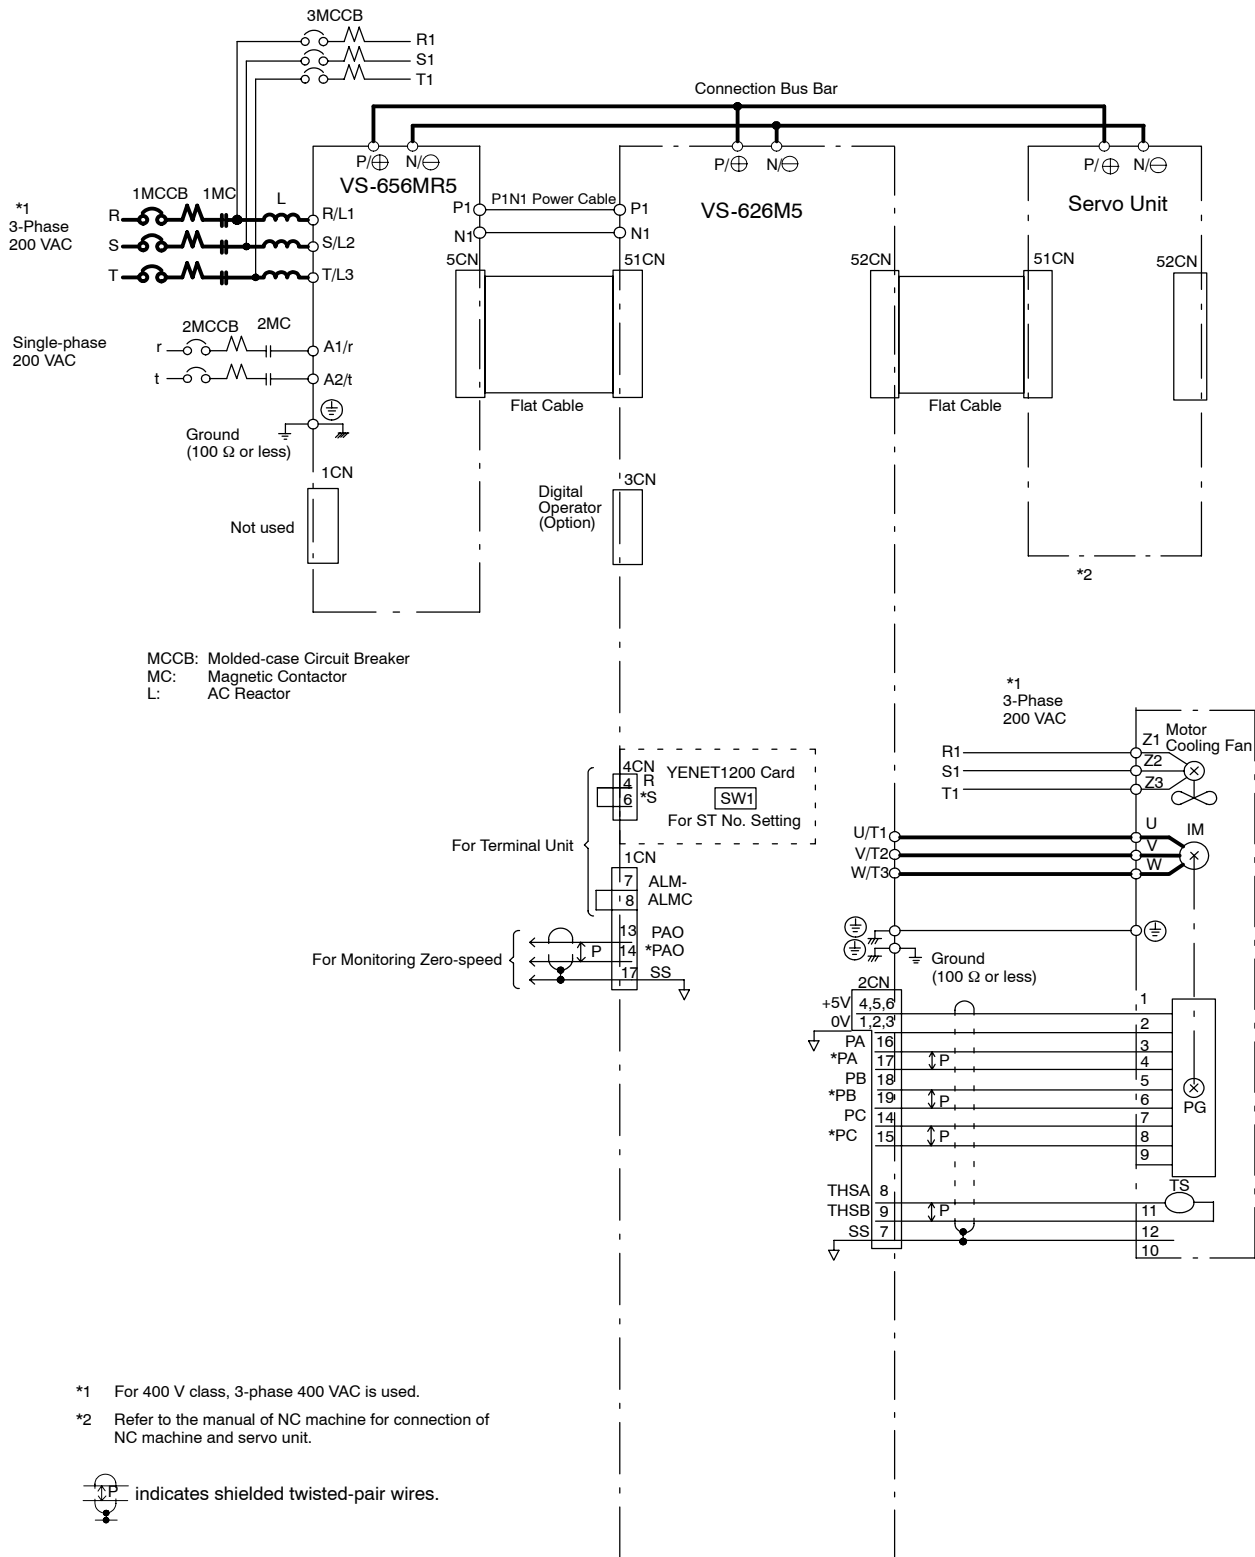 3MCCB
R1
S1
T1
Connection Bus Bar
P/⊕ N/⊖
P/⊕ N/⊖
P/⊕ N/⊖
VS-656MR5
VS-626M5
Servo Unit
*1
3-Phase
200 VAC
1MCCB 1MC L
R
S
T
R/L1
S/L2
T/L3
P1
N1
P1N1 Power Cable
P1
N1
5CN
51CN
52CN
51CN
52CN
Flat Cable
Flat Cable
Single-phase
200 VAC
2MCCB 2MC
r
t
A1/r
A2/t
Ground
(100 Ω or less)
1CN
Not used
3CN
Digital
Operator
(Option)
*2
MCCB: Molded-case Circuit Breaker
MC: Magnetic Contactor
L: AC Reactor
*1
3-Phase
200 VAC
R1
S1
T1
Z1
Z2
Z3
Motor
Cooling Fan
4CN
4 R
6 *S
YENET1200 Card
SW1
For ST No. Setting
For Terminal Unit
1CN
7 ALM-
8 ALMC
13 PAO
14 *PAO
17 SS
P
For Monitoring Zero-speed
U/T1
V/T2
W/T3
U
V
W
IM
Ground
(100 Ω or less)
2CN
+5V 4,5,6
0V 1,2,3
PA 16
*PA 17
PB 18
*PB 19
PC 14
*PC 15
THSA 8
THSB 9
SS 7
P
P
P
P
1
2
3
4
5
6
7
8
9
11
12
10
PG
TS
*1 For 400 V class, 3-phase 400 VAC is used.
*2 Refer to the manual of NC machine for connection of
NC machine and servo unit.
P indicates shielded twisted-pair wires.